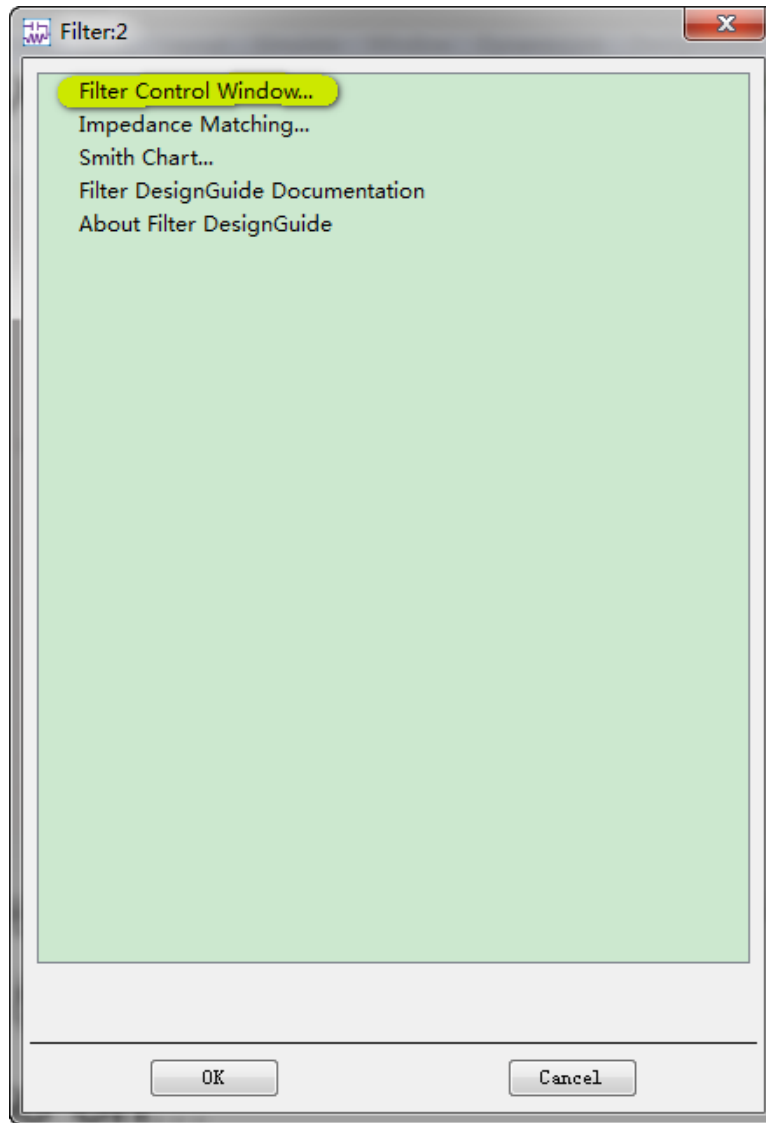 Filter:2
Filter Control Window...
Impedance Matching...
Smith Chart...
Filter DesignGuide Documentation
About Filter DesignGuide
OK
Cancel